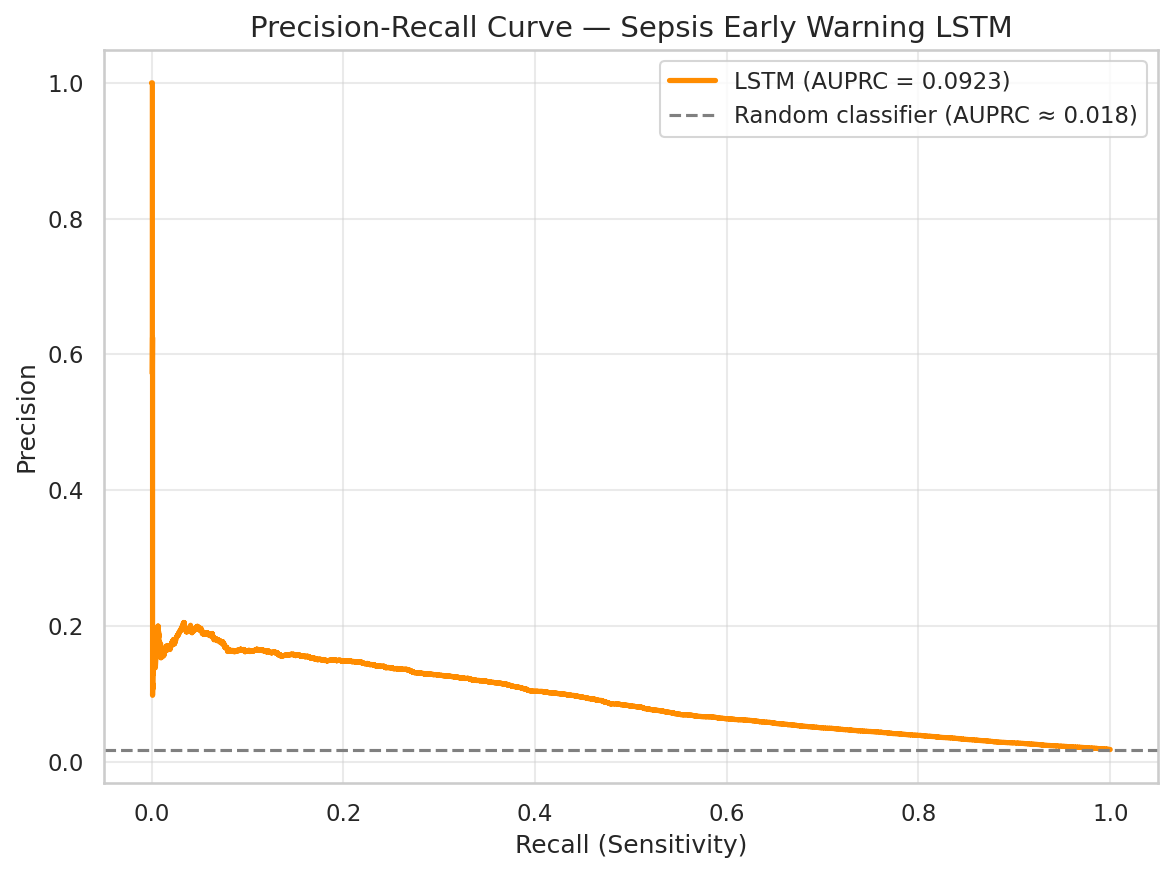 Precision-Recall Curve — Sepsis Early Warning LSTM
LSTM (AUPRC = 0.0923)
Random classifier (AUPRC ≈ 0.018)
Precision
1.0
0.8
0.6
0.4
0.2
0.0
0.0 0.2 0.4 0.6 0.8 1.0
Recall (Sensitivity)